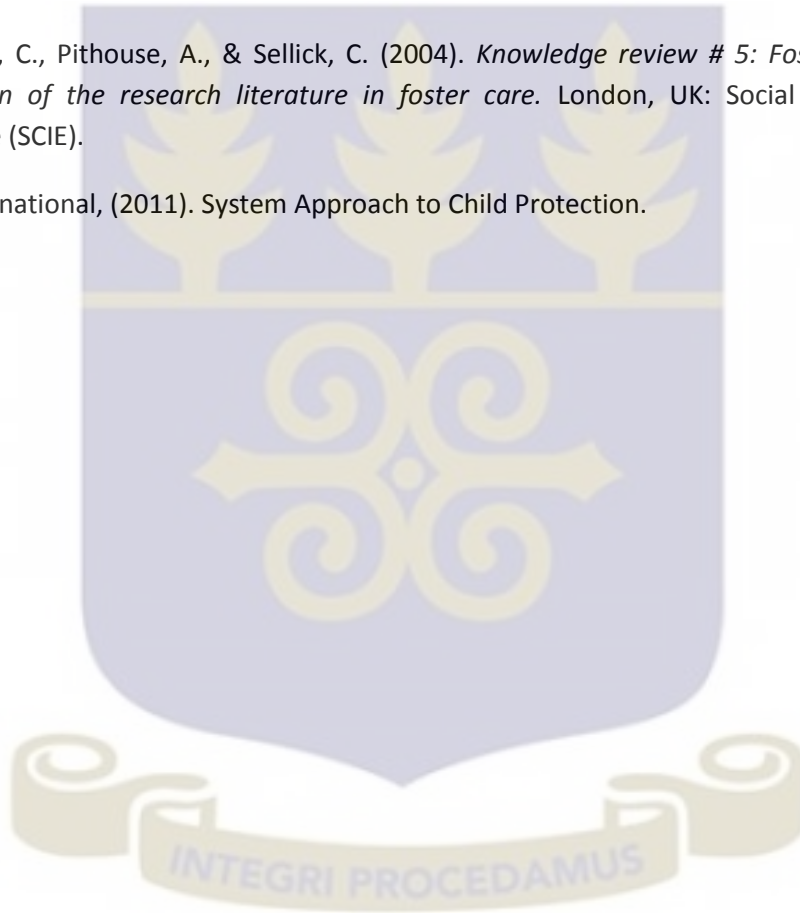 , C., Pithouse, A., & Sellick, C. (2004). Knowledge review # 5: Fos
n of the research literature in foster care. London, UK: Social
(SCIE).
national, (2011). System Approach to Child Protection.
INTEGRI PROCEDAMUS